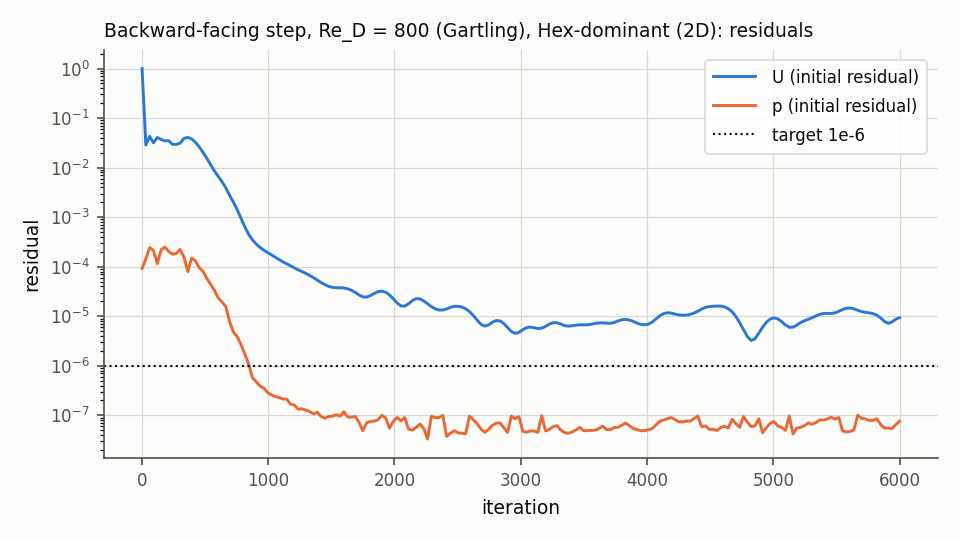 Backward-facing step, Re_D = 800 (Gartling), Hex-dominant (2D): residuals
U (initial residual)
p (initial residual)
target 1e-6
residual
10⁰
10⁻¹
10⁻²
10⁻³
10⁻⁴
10⁻⁵
10⁻⁶
10⁻⁷
0 1000 2000 3000 4000 5000 6000
iteration